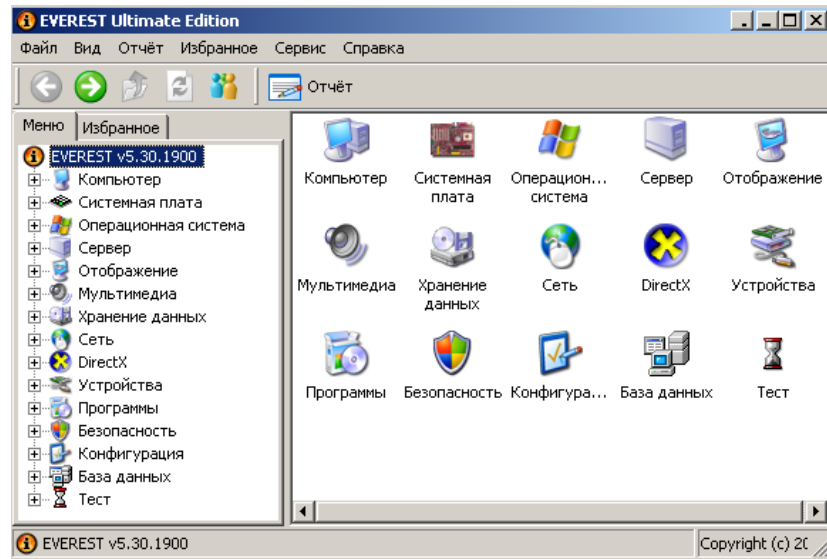 EVEREST Ultimate Edition
Файл Вид Отчёт Избранное Сервис Справка
Отчёт
Меню Избранное
EVEREST v5.30.1900
Компьютер
Системная плата
Операционная система
Сервер
Отображение
Мультимедиа
Хранение данных
Сеть
DirectX
Устройства
Программы
Безопасность
Конфигурация
База данных
Тест
Компьютер Системная Операцион... Сервер Отображение
плата система
Мультимедиа Хранение Сеть DirectX Устройства
данных
Программы Безопасность Конфигура... База данных Тест
EVEREST v5.30.1900 Copyright (c) 20